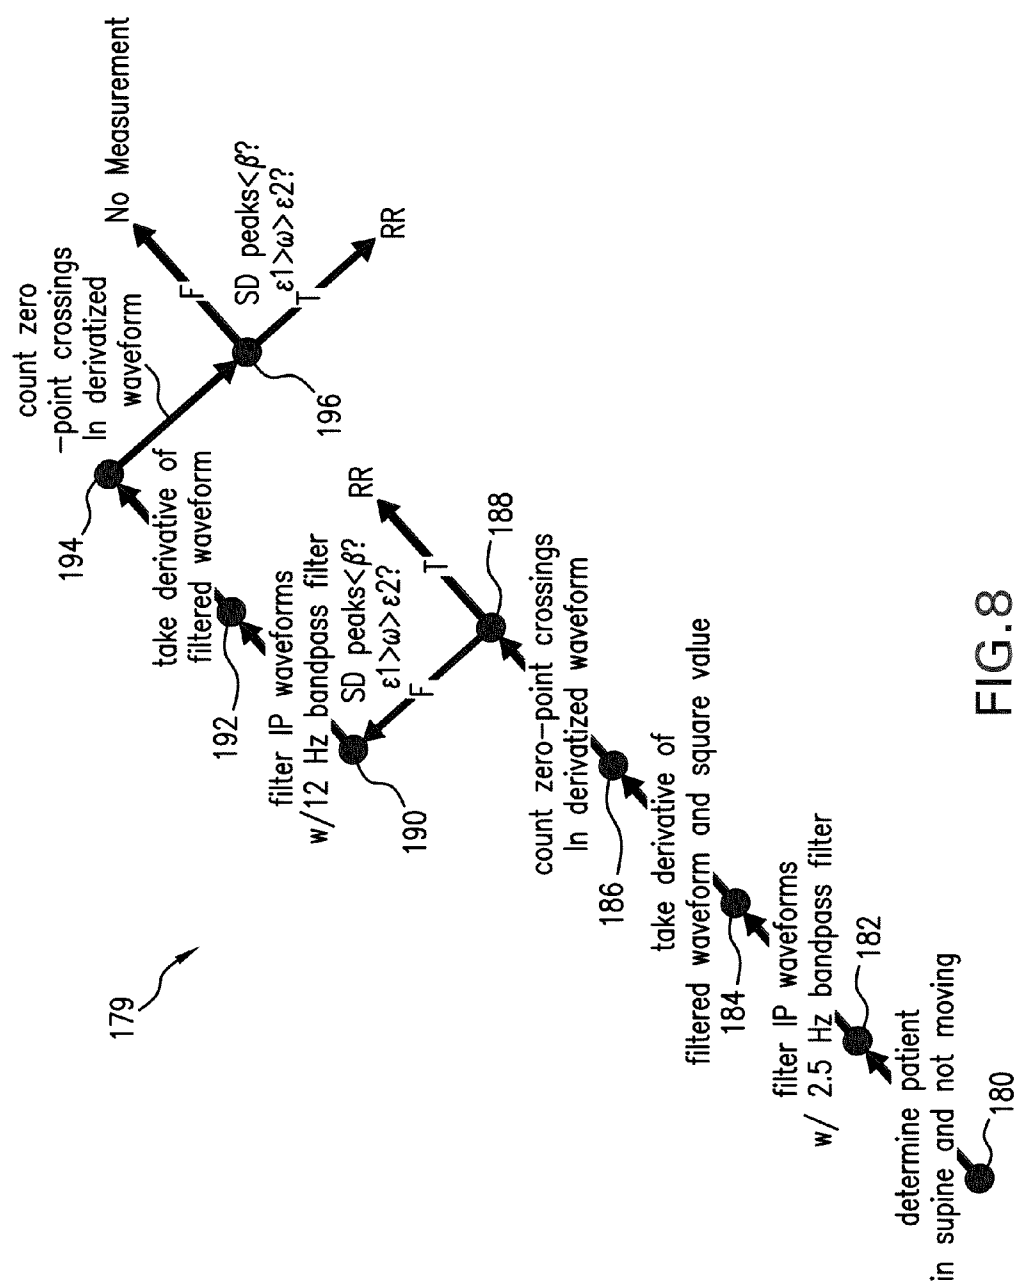 179
180
determine patient
in supine and not moving
182
filter IP waveforms
w/ 2.5 Hz bandpass filter
184
take derivative of
filtered waveform and square value
186
count zero-point crossings
In derivatized waveform
188
SD peaks<β?
ε1>ω>ε2?
T
RR
F
190
filter IP waveforms
w/12 Hz bandpass filter
192
take derivative of
filtered waveform
194
count zero
-point crossings
In derivatized
waveform
196
SD peaks<β?
ε1>ω>ε2?
F
No Measurement
T
RR
FIG.8